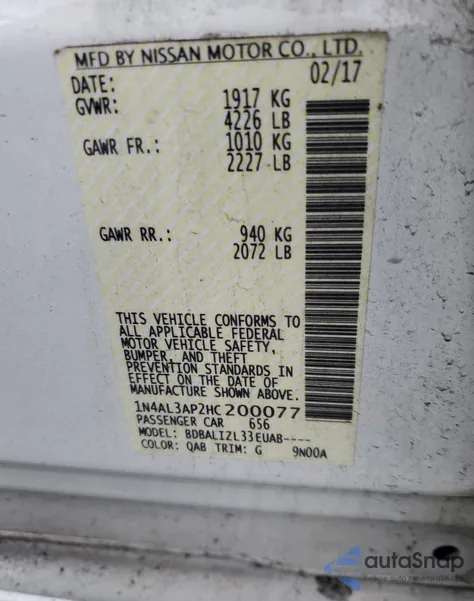 MFD BY NISSAN MOTOR CO., LTD.
DATE: 02/17
GVWR: 1917 KG
4226 LB
GAWR FR.: 1010 KG
2227 LB
GAWR RR.: 940 KG
2072 LB
THIS VEHICLE CONFORMS TO
ALL APPLICABLE FEDERAL
MOTOR VEHICLE SAFETY,
BUMPER, AND THEFT
PREVENTION STANDARDS IN
EFFECT ON THE DATE OF
MANUFACTURE SHOWN ABOVE.
1N4AL3AP2HC200077
PASSENGER CAR 656
MODEL: BDBALIZL33EUAB----
COLOR: QAB TRIM: G 9N00A
autoSnap